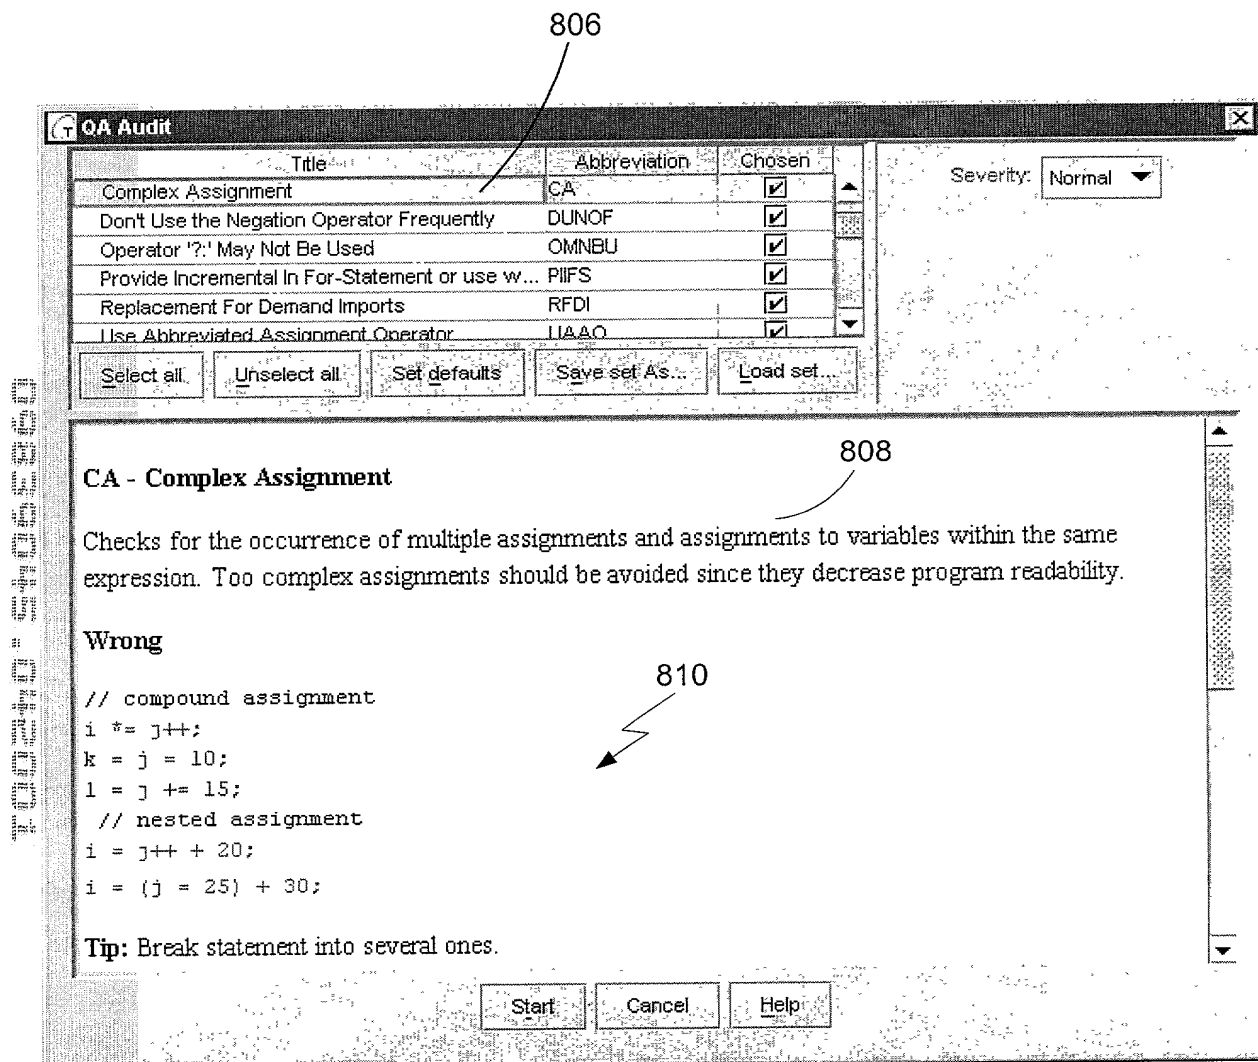 806
QA Audit
Title Abbreviation Chosen
Complex Assignment CA
Don't Use the Negation Operator Frequently DUNOF
Operator '?:' May Not Be Used OMNBU
Provide Incremental In For-Statement or use w... PIIFS
Replacement For Demand Imports RFDI
Use Abbreviated Assignment Operator UAAO
Severity: Normal
Select all Unselect all Set defaults Save set As... Load set...
808
CA - Complex Assignment
Checks for the occurrence of multiple assignments and assignments to variables within the same
expression. Too complex assignments should be avoided since they decrease program readability.
Wrong
810
// compound assignment
i *= j++;
k = j = 10;
l = j += 15;
// nested assignment
i = j++ + 20;
i = (j = 25) + 30;
Tip: Break statement into several ones.
Start Cancel Help